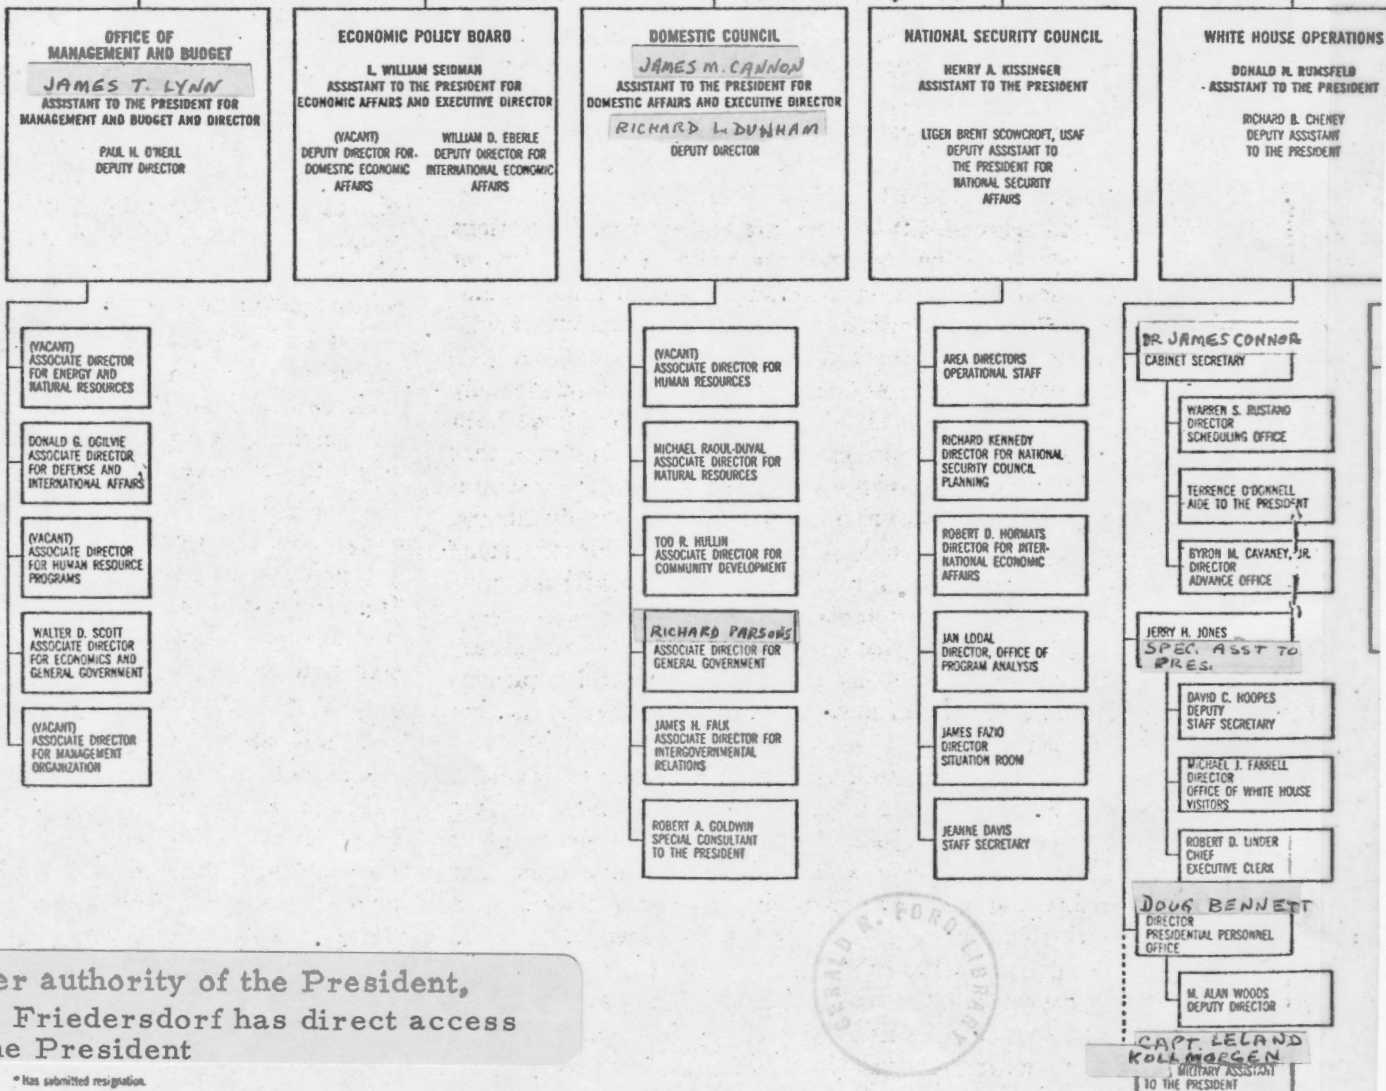 OFFICE OF
MANAGEMENT AND BUDGET
JAMES T. LYNN
ASSISTANT TO THE PRESIDENT FOR
MANAGEMENT AND BUDGET AND DIRECTOR
PAUL H. O'NEILL
DEPUTY DIRECTOR
ECONOMIC POLICY BOARD
L. WILLIAM SEIDMAN
ASSISTANT TO THE PRESIDENT FOR
ECONOMIC AFFAIRS AND EXECUTIVE DIRECTOR
(VACANT)
DEPUTY DIRECTOR FOR
DOMESTIC ECONOMIC
AFFAIRS
WILLIAM D. EBERLE
DEPUTY DIRECTOR FOR
INTERNATIONAL ECONOMIC
AFFAIRS
DOMESTIC COUNCIL
JAMES M. CANNON
ASSISTANT TO THE PRESIDENT FOR
DOMESTIC AFFAIRS AND EXECUTIVE DIRECTOR
RICHARD L. DUNHAM
DEPUTY DIRECTOR
NATIONAL SECURITY COUNCIL
HENRY A. KISSINGER
ASSISTANT TO THE PRESIDENT
LTGEN BRENT SCOWCROFT, USAF
DEPUTY ASSISTANT TO
THE PRESIDENT FOR
NATIONAL SECURITY
AFFAIRS
WHITE HOUSE OPERATIONS
DONALD H. RUMSFELD
ASSISTANT TO THE PRESIDENT
RICHARD B. CHENEY
DEPUTY ASSISTANT
TO THE PRESIDENT
(VACANT)
ASSOCIATE DIRECTOR
FOR ENERGY AND
NATURAL RESOURCES
DONALD G. OGILVIE
ASSOCIATE DIRECTOR
FOR DEFENSE AND
INTERNATIONAL AFFAIRS
(VACANT)
ASSOCIATE DIRECTOR
FOR HUMAN RESOURCE
PROGRAMS
WALTER D. SCOTT
ASSOCIATE DIRECTOR
FOR ECONOMICS AND
GENERAL GOVERNMENT
(VACANT)
ASSOCIATE DIRECTOR
FOR MANAGEMENT
ORGANIZATION
(VACANT)
ASSOCIATE DIRECTOR FOR
HUMAN RESOURCES
MICHAEL RAOUL-DUVAL
ASSOCIATE DIRECTOR FOR
NATURAL RESOURCES
TOD R. HULLIN
ASSOCIATE DIRECTOR FOR
COMMUNITY DEVELOPMENT
RICHARD PARSONS
ASSOCIATE DIRECTOR FOR
GENERAL GOVERNMENT
JAMES H. FALK
ASSOCIATE DIRECTOR FOR
INTERGOVERNMENTAL
RELATIONS
ROBERT A. GOLDWIN
SPECIAL CONSULTANT
TO THE PRESIDENT
AREA DIRECTORS
OPERATIONAL STAFF
RICHARD KENNEDY
DIRECTOR FOR NATIONAL
SECURITY COUNCIL
PLANNING
ROBERT D. HORMATS
DIRECTOR FOR INTER-
NATIONAL ECONOMIC
AFFAIRS
JAN LODAL
DIRECTOR, OFFICE OF
PROGRAM ANALYSIS
JAMES FAZIO
DIRECTOR
SITUATION ROOM
JEANNE DAVIS
STAFF SECRETARY
DR JAMES CONNOR
CABINET SECRETARY
WARREN S. RUSTAND
DIRECTOR
SCHEDULING OFFICE
TERRENCE O'DONNELL
AIDE TO THE PRESIDENT
BYRON M. CAVANEY, JR.
DIRECTOR
ADVANCE OFFICE
JERRY H. JONES
SPEC. ASST TO
PRES.
DAVID C. HOOPES
DEPUTY
STAFF SECRETARY
MICHAEL J. FARRELL
DIRECTOR
OFFICE OF WHITE HOUSE
VISITORS
ROBERT D. LINDER
CHIEF
EXECUTIVE CLERK
DOUG BENNETT
DIRECTOR
PRESIDENTIAL PERSONNEL
OFFICE
M. ALAN WOODS
DEPUTY DIRECTOR
CAPT. LELAND
KOLLMORGEN
MILITARY ASSISTANT
TO THE PRESIDENT
GERALD R. FORD LIBRARY
er authority of the President,
Friedersdorf has direct access
he President
* Has submitted resignation.